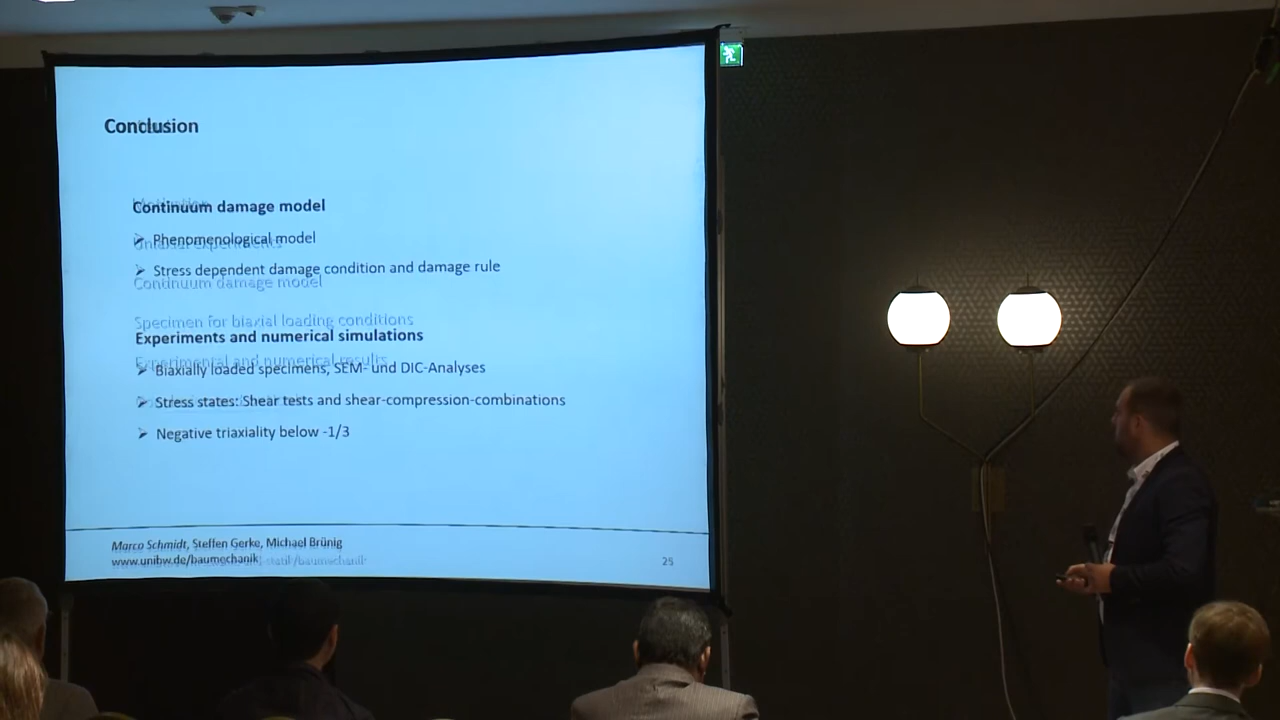 Conclusion
Continuum damage model
Phenomenological model
Stress dependent damage condition and damage rule
Continuum damage model
Specimen for biaxial loading conditions
Experiments and numerical simulations
Experimental and numerical results
Biaxially loaded specimens, SEM- und DIC-Analyses
Stress states: Shear tests and shear-compression-combinations
Negative triaxiality below -1/3
Marco Schmidt, Steffen Gerke, Michael Brünig
www.unibw.de/baumechanik
25